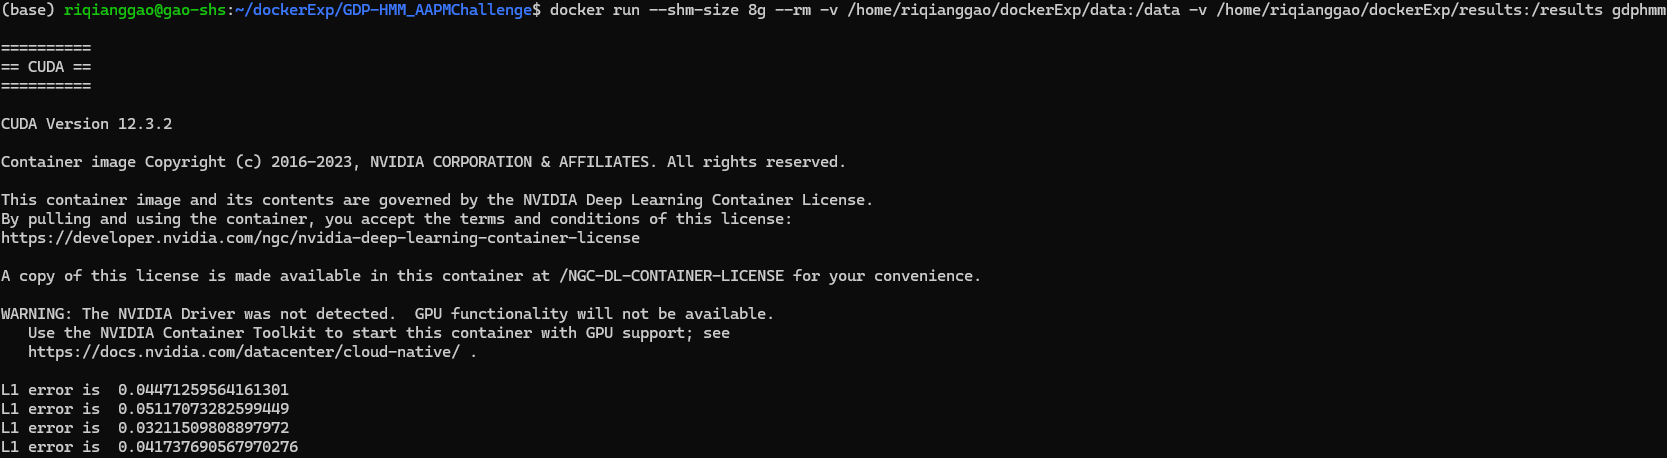 (base) riqianggao@gao-shs:~/dockerExp/GDP-HMM_AAPMChallenge$ docker run --shm-size 8g --rm -v /home/riqianggao/dockerExp/data:/data -v /home/riqianggao/dockerExp/results:/results gdphmm
==========
== CUDA ==
==========
CUDA Version 12.3.2
Container image Copyright (c) 2016-2023, NVIDIA CORPORATION & AFFILIATES. All rights reserved.
This container image and its contents are governed by the NVIDIA Deep Learning Container License.
By pulling and using the container, you accept the terms and conditions of this license:
https://developer.nvidia.com/ngc/nvidia-deep-learning-container-license
A copy of this license is made available in this container at /NGC-DL-CONTAINER-LICENSE for your convenience.
WARNING: The NVIDIA Driver was not detected.  GPU functionality will not be available.
   Use the NVIDIA Container Toolkit to start this container with GPU support; see
   https://docs.nvidia.com/datacenter/cloud-native/ .
L1 error is  0.04471259564161301
L1 error is  0.05117073282599449
L1 error is  0.03211509808897972
L1 error is  0.041737690567970276